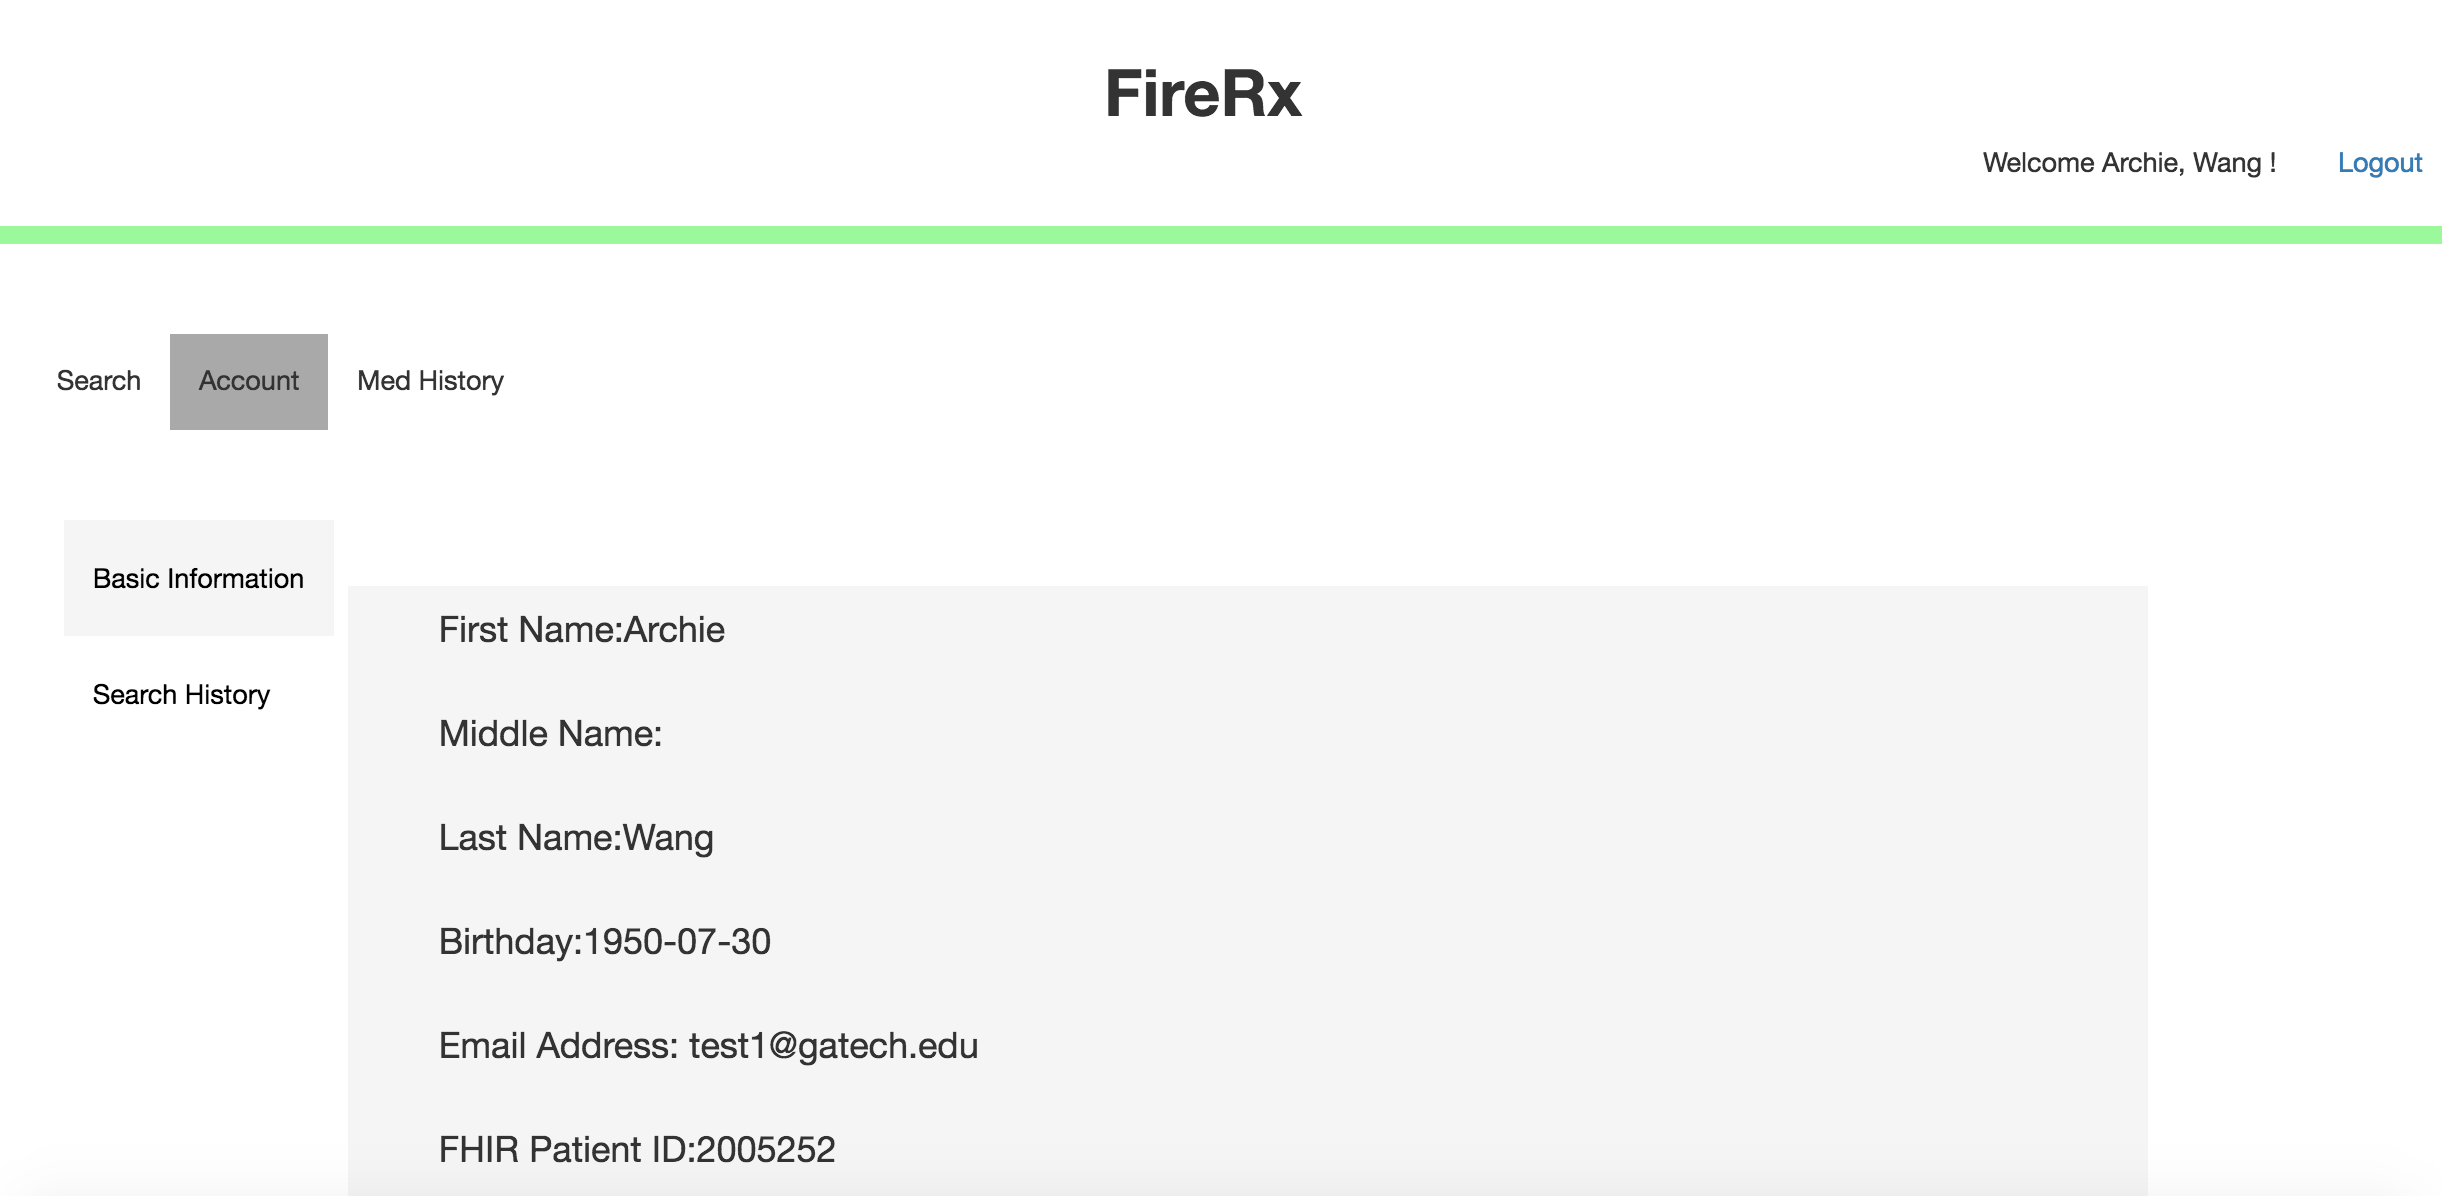 FireRx
Welcome Archie, Wang ! Logout
Search Account Med History
Basic Information
Search History
First Name:Archie
Middle Name:
Last Name:Wang
Birthday:1950-07-30
Email Address: test1@gatech.edu
FHIR Patient ID:2005252